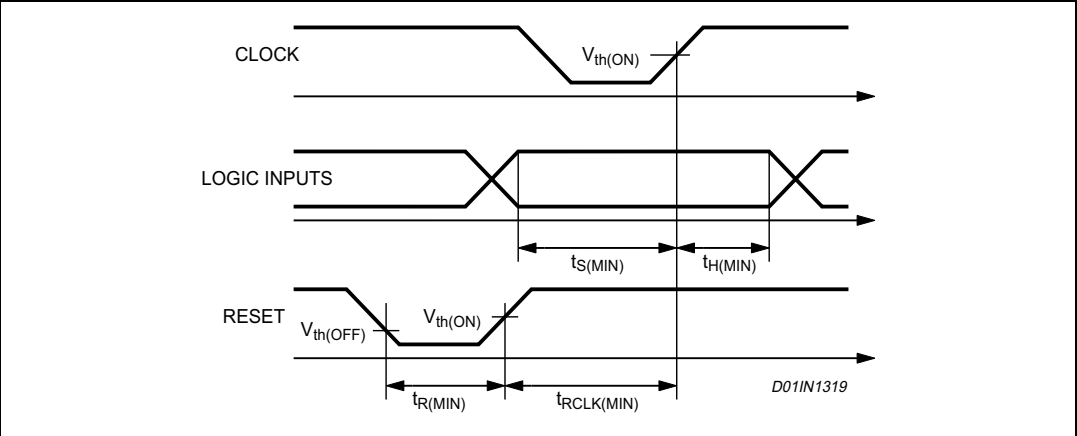 CLOCK
Vth(ON)
LOGIC INPUTS
tS(MIN)
tH(MIN)
RESET
Vth(OFF)
Vth(ON)
tR(MIN)
tRCLK(MIN)
D01IN1319